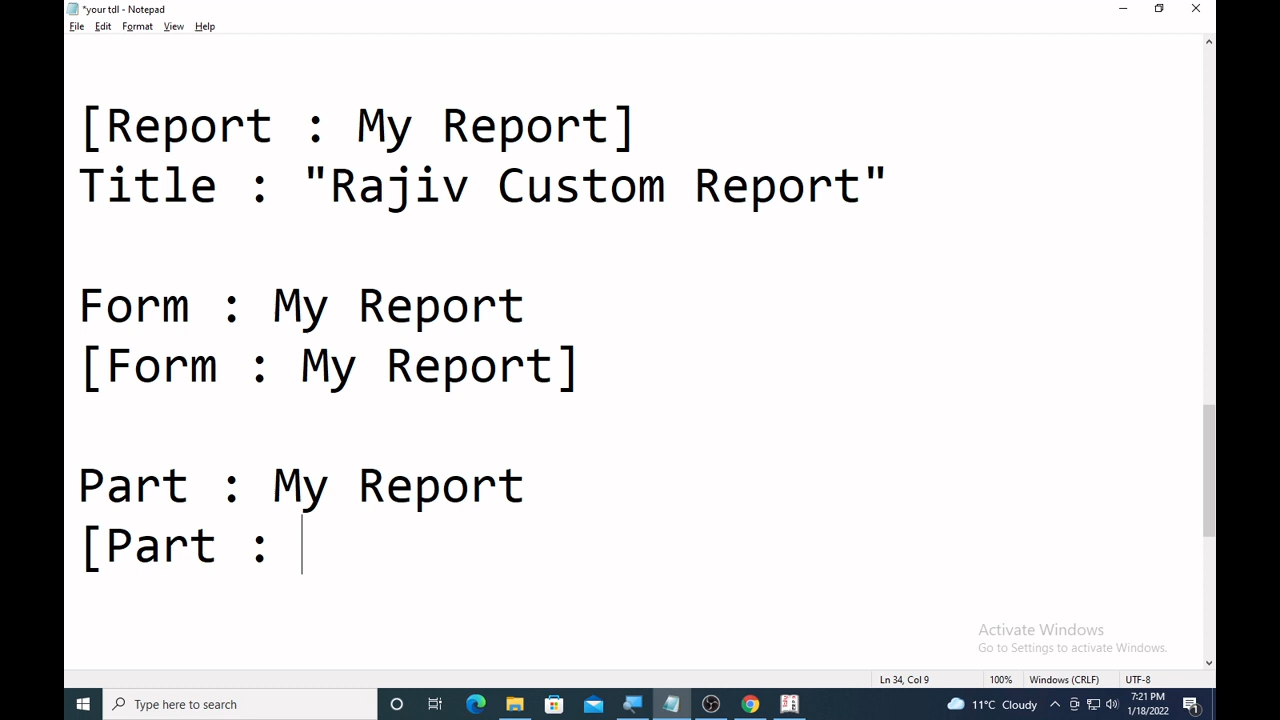 *your tdl - Notepad
File Edit Format View Help
[Report : My Report]
Title : "Rajiv Custom Report"
Form : My Report
[Form : My Report]
Part : My Report
[Part :
Activate Windows
Go to Settings to activate Windows.
Ln 34, Col 9 100% Windows (CRLF) UTF-8
Type here to search
11°C Cloudy
7:21 PM
1/18/2022
1